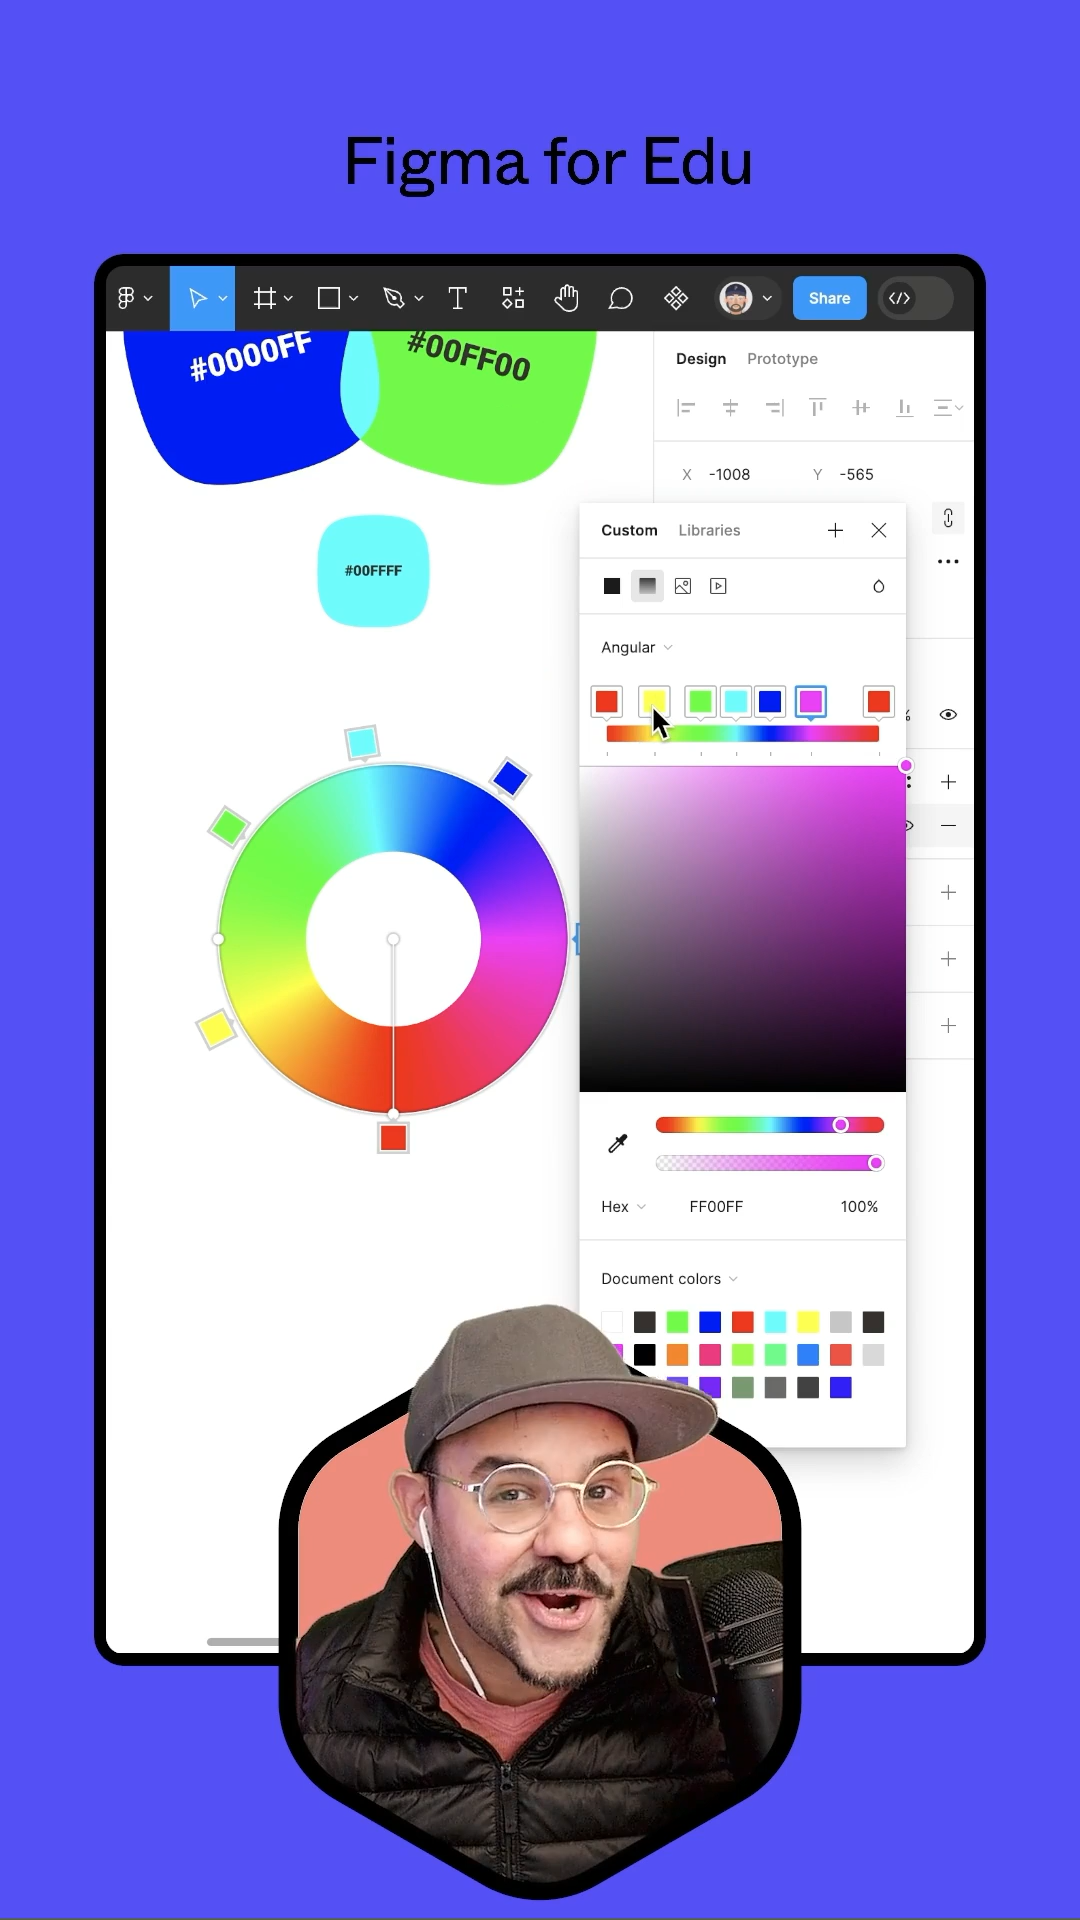 Figma for Edu
Share
#0000FF
#00FF00
Design Prototype
X -1008 Y -565
Custom Libraries
#00FFFF
Angular
%
Hex FF00FF 100%
Document colors